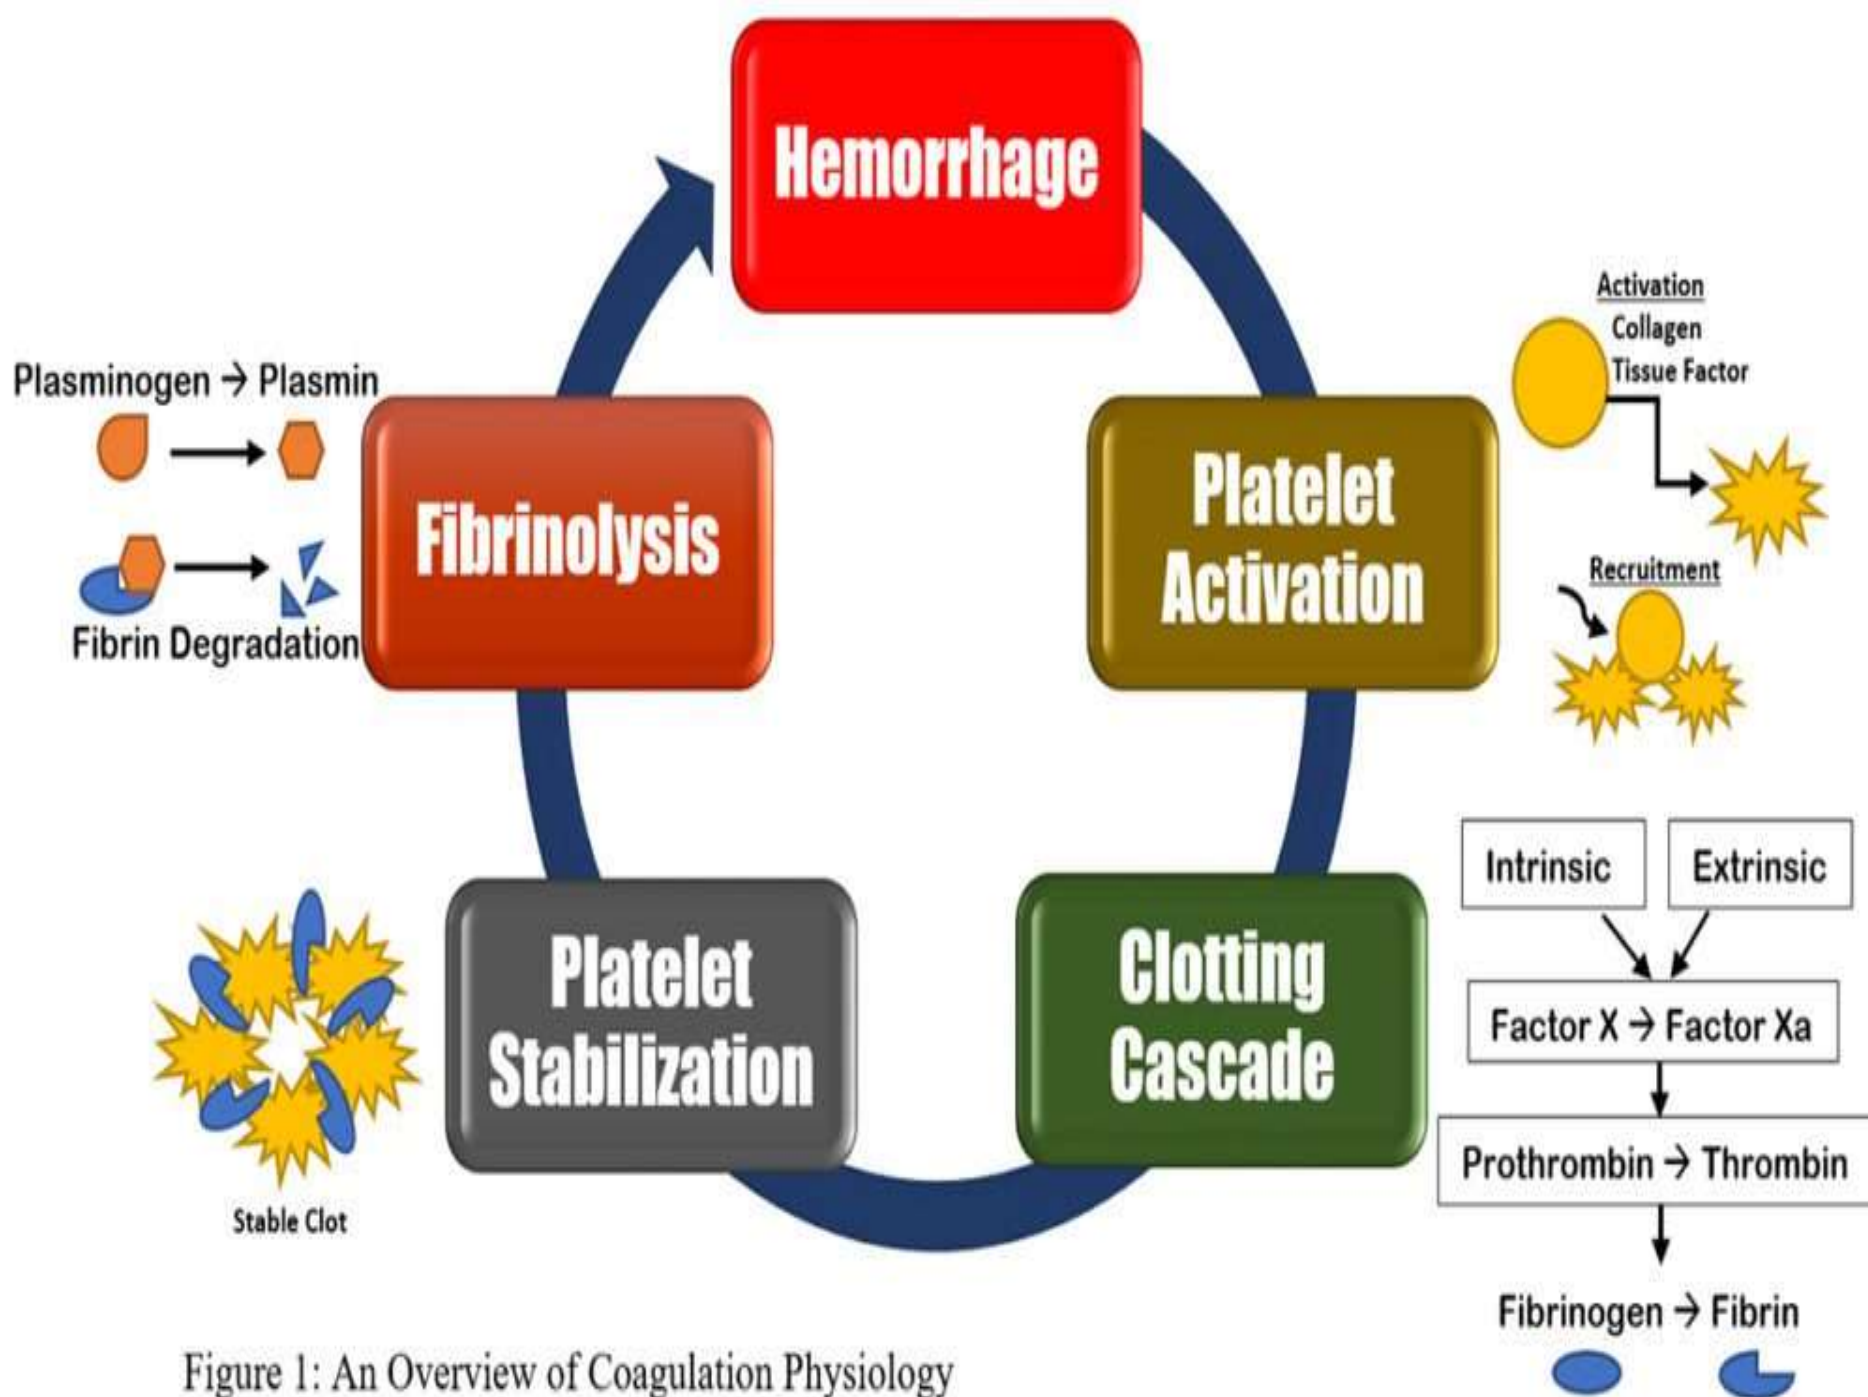 Hemorrhage
Activation
Collagen
Tissue Factor
Platelet
Activation
Recruitment
Intrinsic
Extrinsic
Factor X → Factor Xa
Prothrombin → Thrombin
Fibrinogen → Fibrin
Clotting
Cascade
Platelet
Stabilization
Stable Clot
Fibrinolysis
Plasminogen → Plasmin
Fibrin Degradation
Figure 1: An Overview of Coagulation Physiology